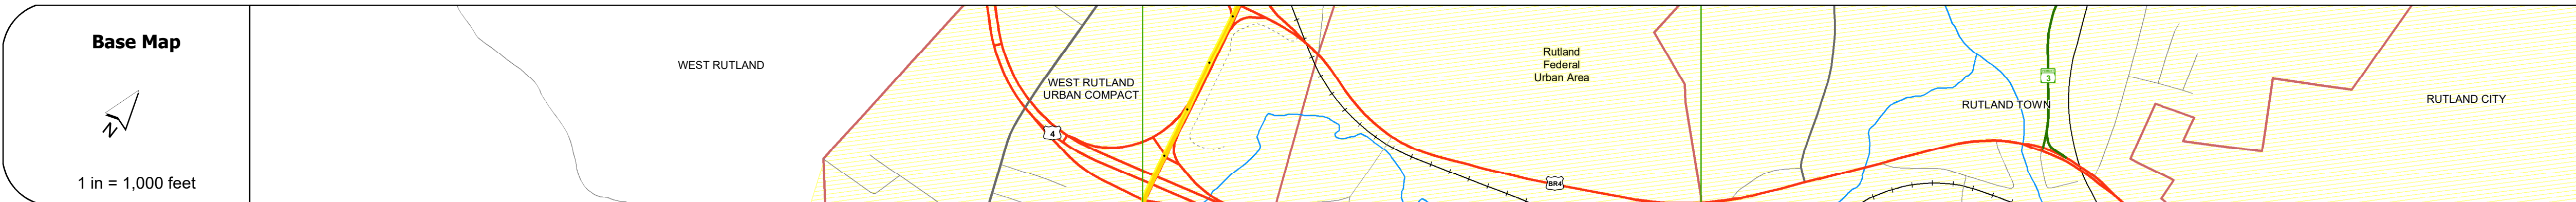 Base Map
N
1 in = 1,000 feet
WEST RUTLAND
WEST RUTLAND
URBAN COMPACT
4
Rutland
Federal
Urban Area
BR4
3
RUTLAND TOWN
RUTLAND CITY